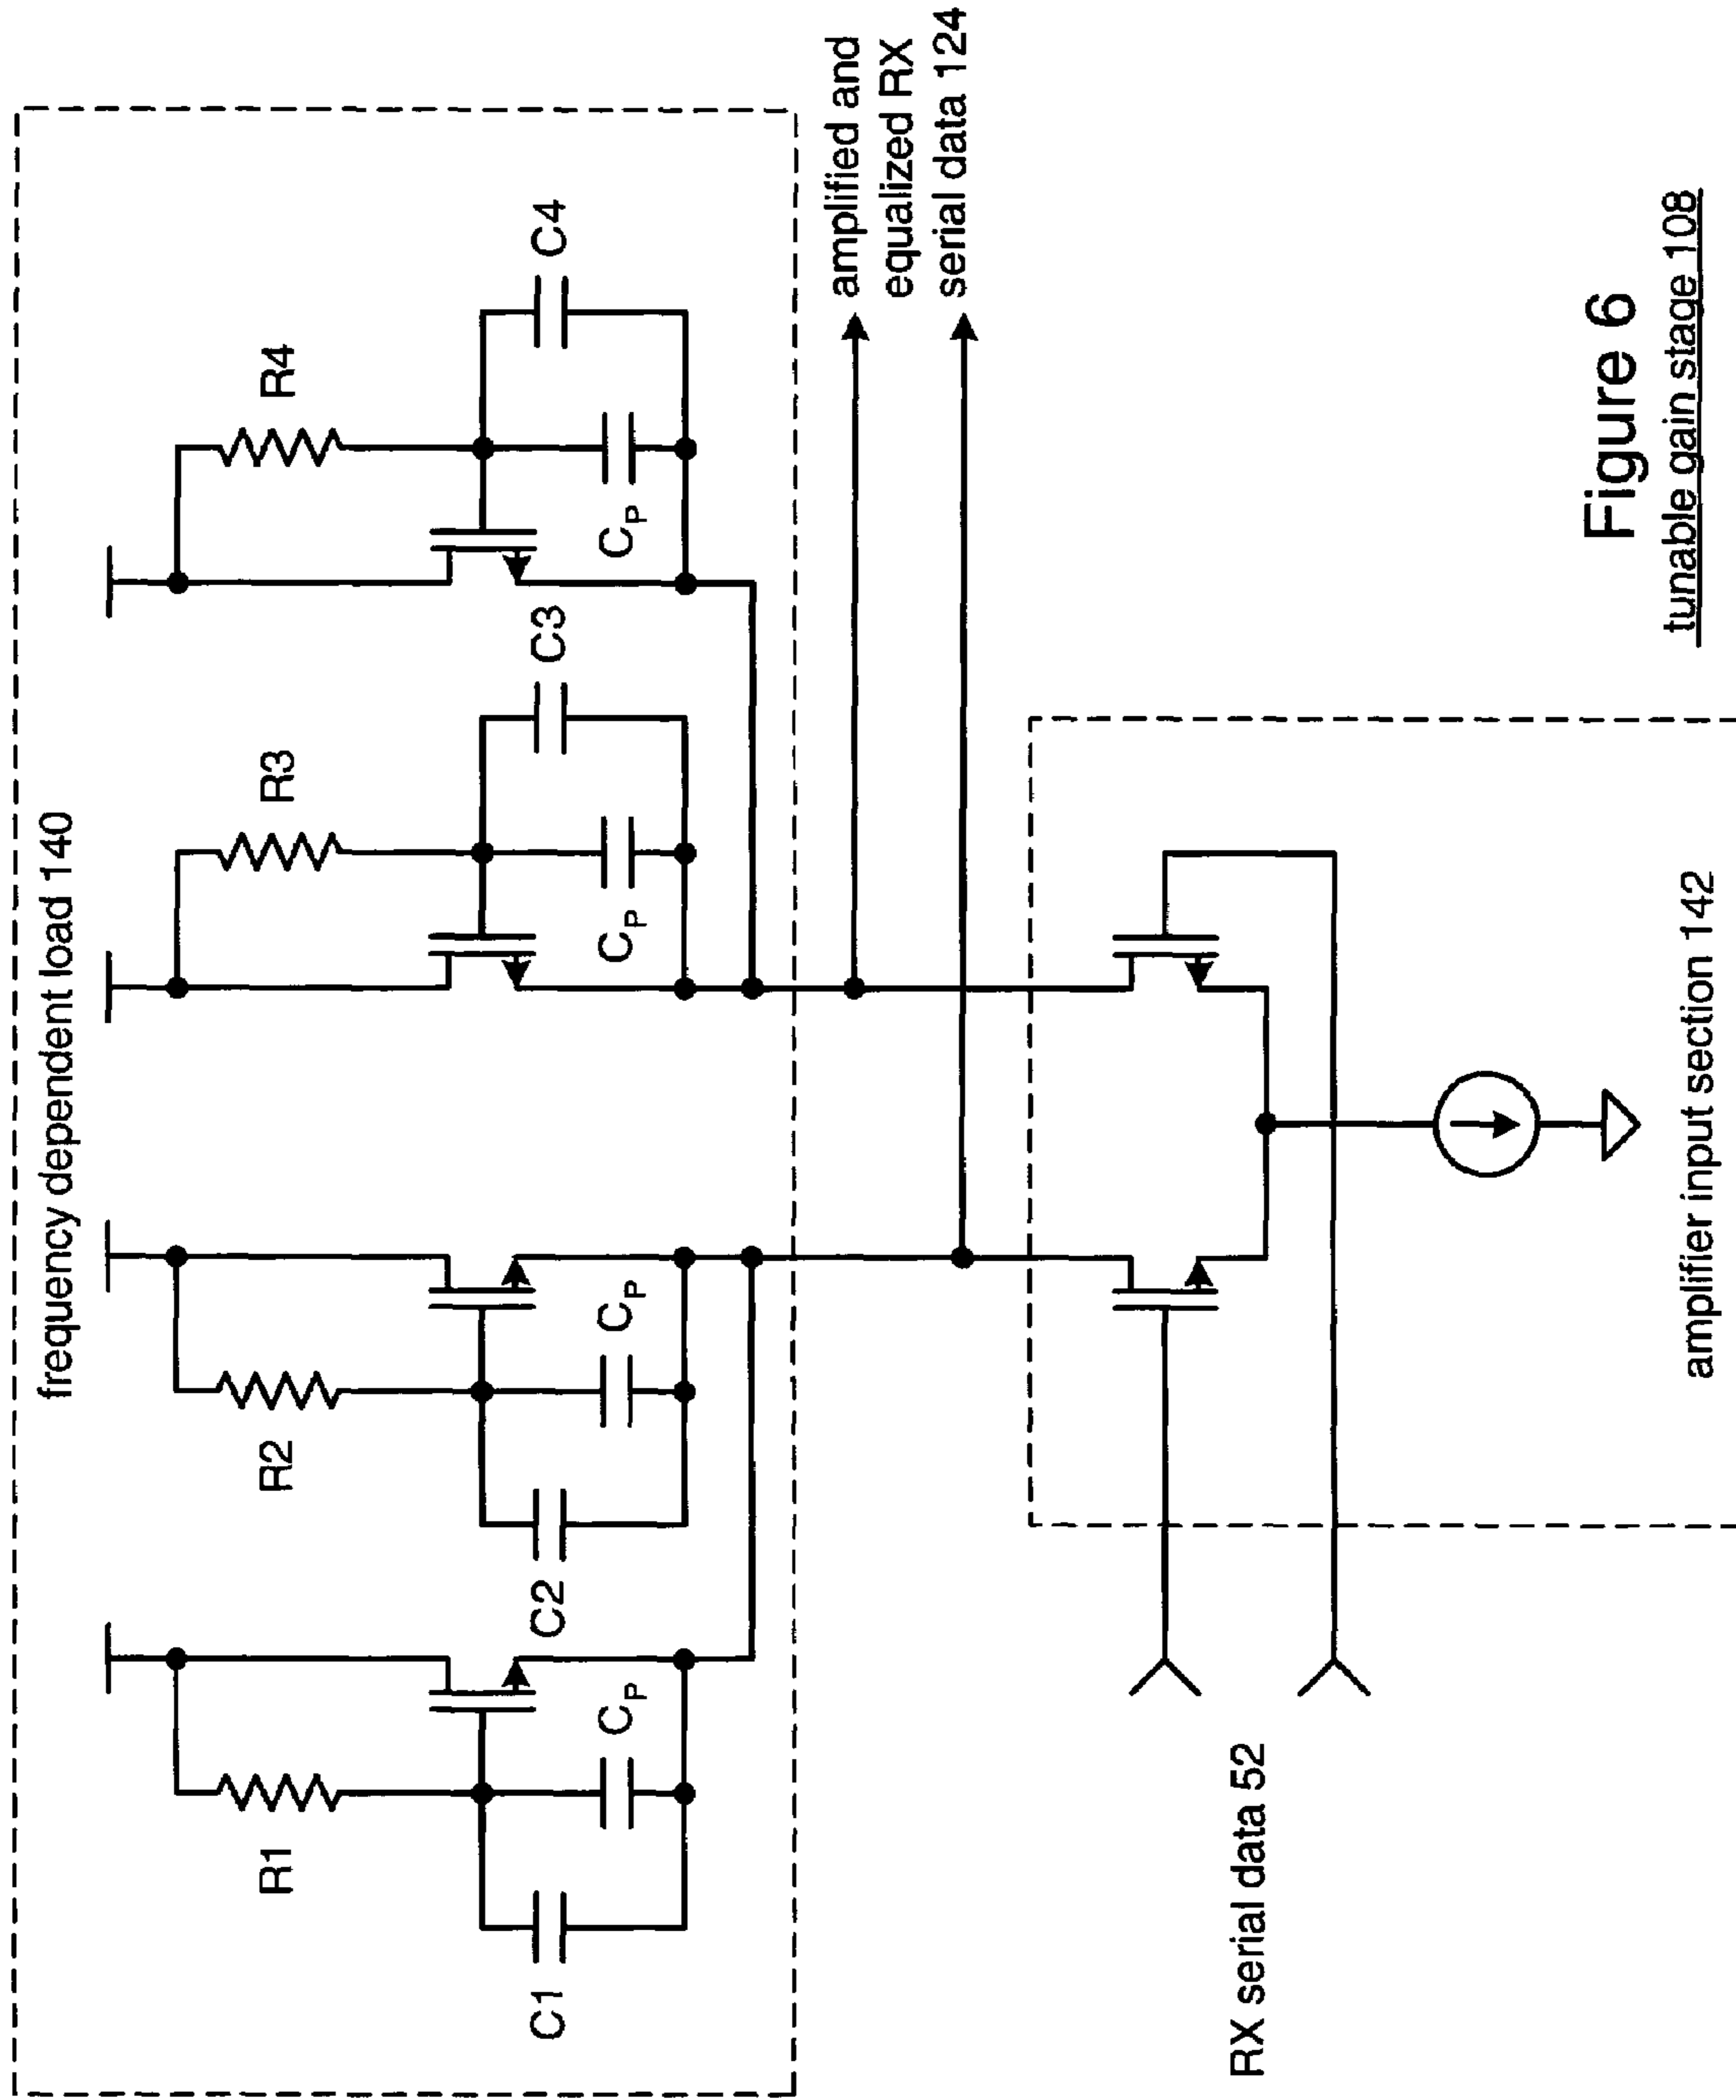 frequency dependent load 140
R1
R2
R3
R4
C1
CP
C2
CP
CP
C3
CP
C4
amplified and
equalized RX
serial data 124
RX serial data 52
amplifier input section 142
Figure 6
tunable gain stage 108